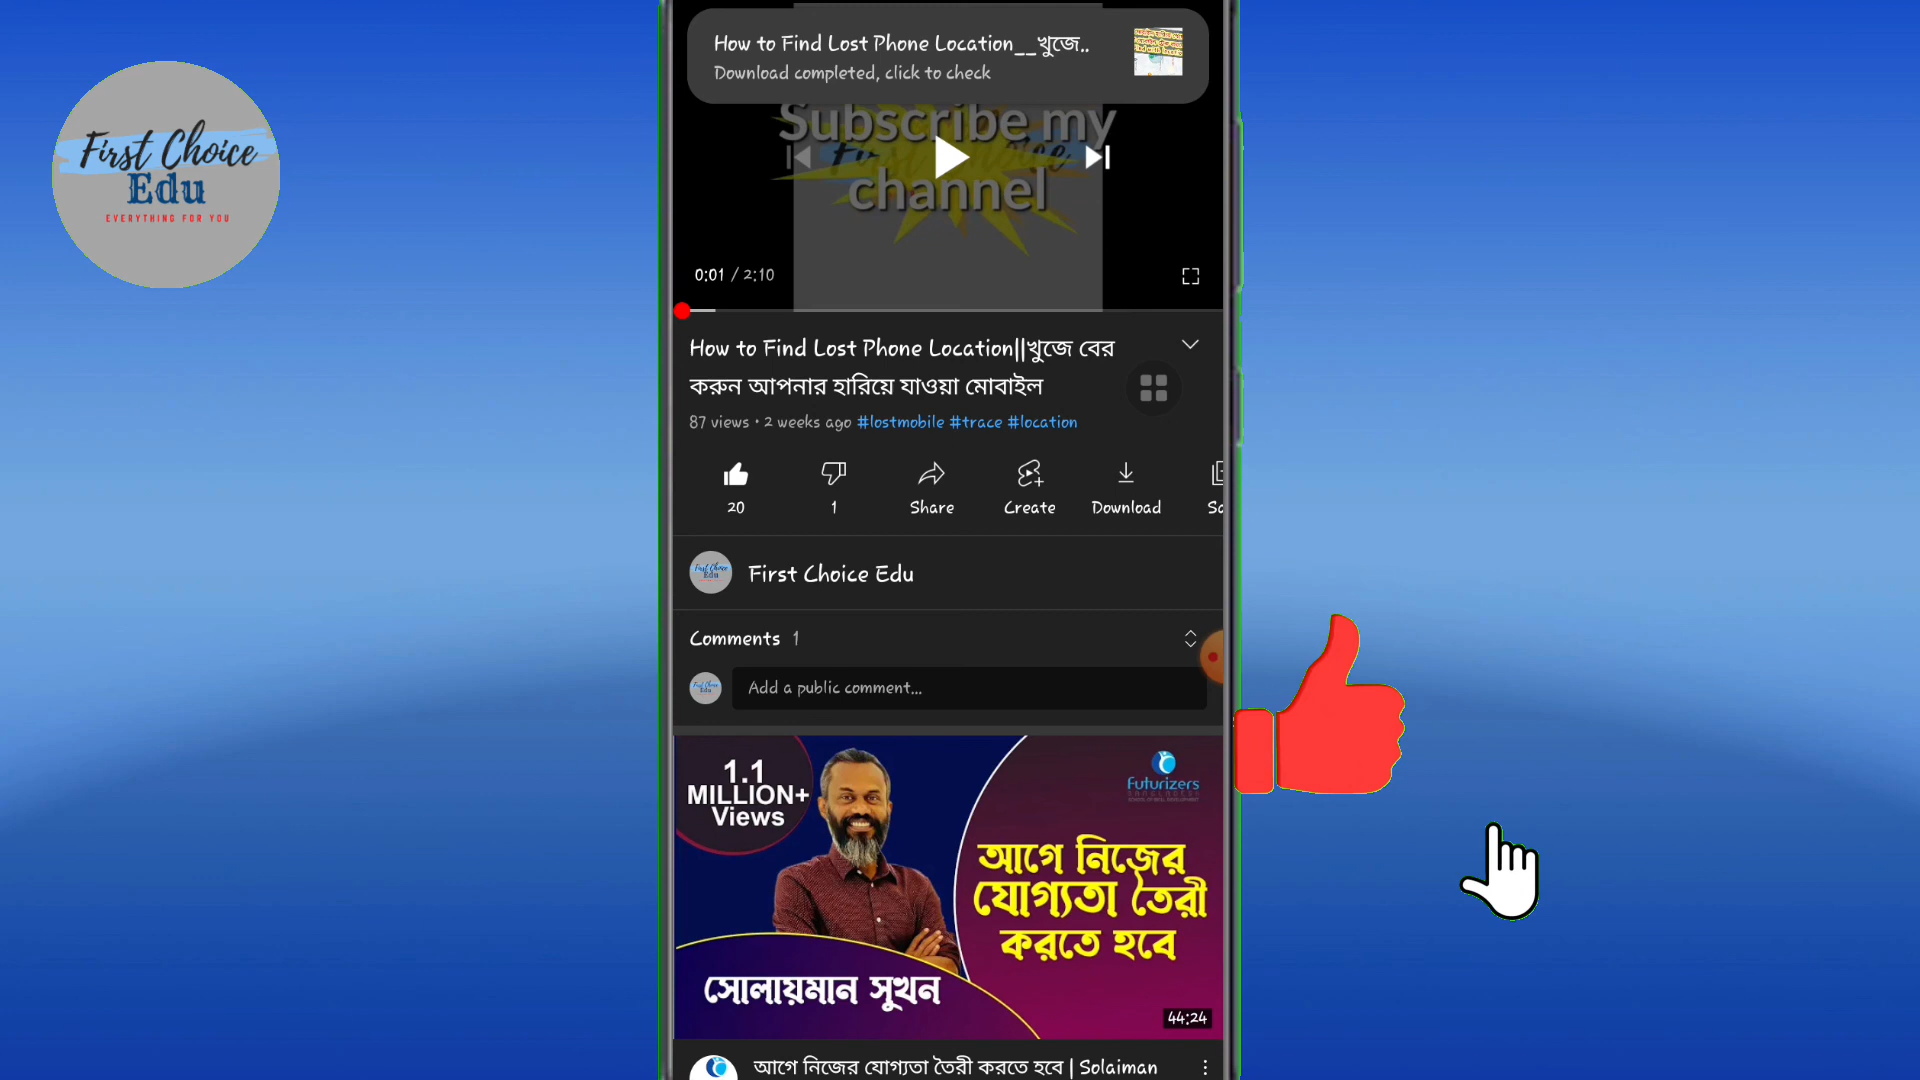 First Choice
Edu
EVERYTHING FOR YOU
How to Find Lost Phone Location__খুজে..
Download completed, click to check
Subscribe my
channel
0:01 / 2:10
How to Find Lost Phone Location||খুজে বের
করুন আপনার হারিয়ে যাওয়া মোবাইল
87 views • 2 weeks ago #lostmobile #trace #location
20
1
Share
Create
Download
First Choice Edu
Comments 1
Add a public comment...
1.1
MILLION+
Views
Futurizers
আগে নিজের
যোগ্যতা তৈরী
করতে হবে
সোলায়মান সুখন
44:24
আগে নিজের যোগ্যতা তৈরী করতে হবে | Solaiman